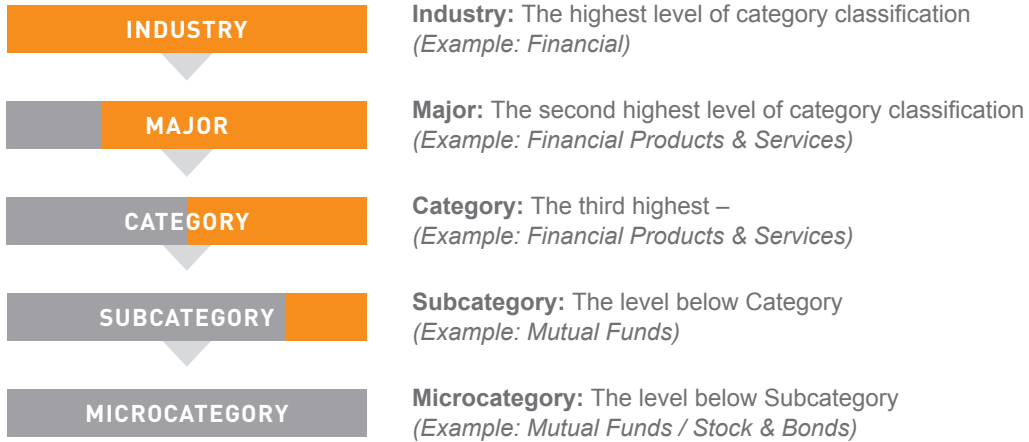 INDUSTRY
Industry: The highest level of category classification
(Example: Financial)
MAJOR
Major: The second highest level of category classification
(Example: Financial Products & Services)
CATEGORY
Category: The third highest –
(Example: Financial Products & Services)
SUBCATEGORY
Subcategory: The level below Category
(Example: Mutual Funds)
MICROCATEGORY
Microcategory: The level below Subcategory
(Example: Mutual Funds / Stock & Bonds)